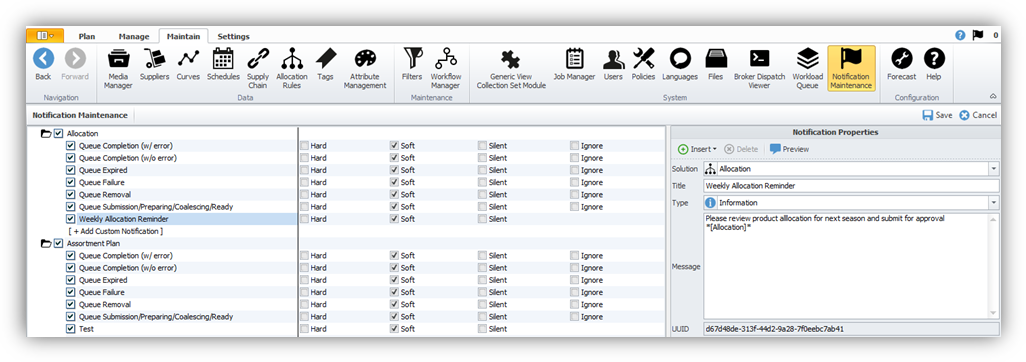 Plan Manage Maintain Settings 0
Back Forward Media Manager Suppliers Curves Schedules Supply Chain Allocation Rules Tags Attribute Management Filters Workflow Manager Generic View Collection Set Module Job Manager Users Policies Languages Files Broker Dispatch Viewer Workload Queue Notification Maintenance Forecast Help
Navigation Data Maintenance System Configuration
Notification Maintenance Save Cancel
Allocation
Queue Completion (w/ error) Hard Soft Silent Ignore
Queue Completion (w/o error) Hard Soft Silent Ignore
Queue Expired Hard Soft Silent Ignore
Queue Failure Hard Soft Silent Ignore
Queue Removal Hard Soft Silent Ignore
Queue Submission/Preparing/Coalescing/Ready Hard Soft Silent Ignore
Weekly Allocation Reminder Hard Soft Silent
[ + Add Custom Notification ]
Assortment Plan
Queue Completion (w/ error) Hard Soft Silent Ignore
Queue Completion (w/o error) Hard Soft Silent Ignore
Queue Expired Hard Soft Silent Ignore
Queue Failure Hard Soft Silent Ignore
Queue Removal Hard Soft Silent Ignore
Queue Submission/Preparing/Coalescing/Ready Hard Soft Silent Ignore
Test Hard Soft Silent
Notification Properties
Insert Delete Preview
Solution Allocation
Title Weekly Allocation Reminder
Type Information
Message Please review product alllocation for next season and submit for approval
*[Allocation]*
UUID d67d48de-313f-44d2-9a28-7f0eebc7ab41